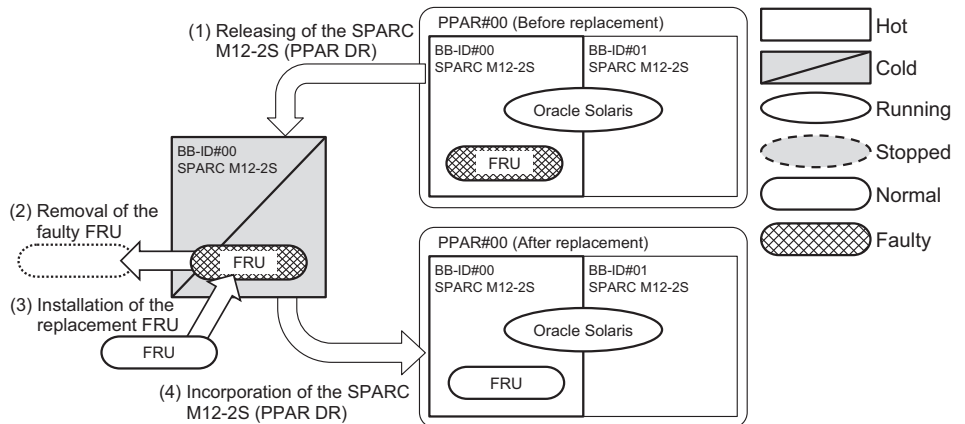 (1) Releasing of the SPARC
M12-2S (PPAR DR)
PPAR#00 (Before replacement)
BB-ID#00
SPARC M12-2S
BB-ID#01
SPARC M12-2S
Oracle Solaris
FRU
Hot
Cold
Running
Stopped
Normal
Faulty
BB-ID#00
SPARC M12-2S
(2) Removal of the
faulty FRU
FRU
(3) Installation of the
replacement FRU
FRU
(4) Incorporation of the SPARC
M12-2S (PPAR DR)
PPAR#00 (After replacement)
BB-ID#00
SPARC M12-2S
BB-ID#01
SPARC M12-2S
Oracle Solaris
FRU